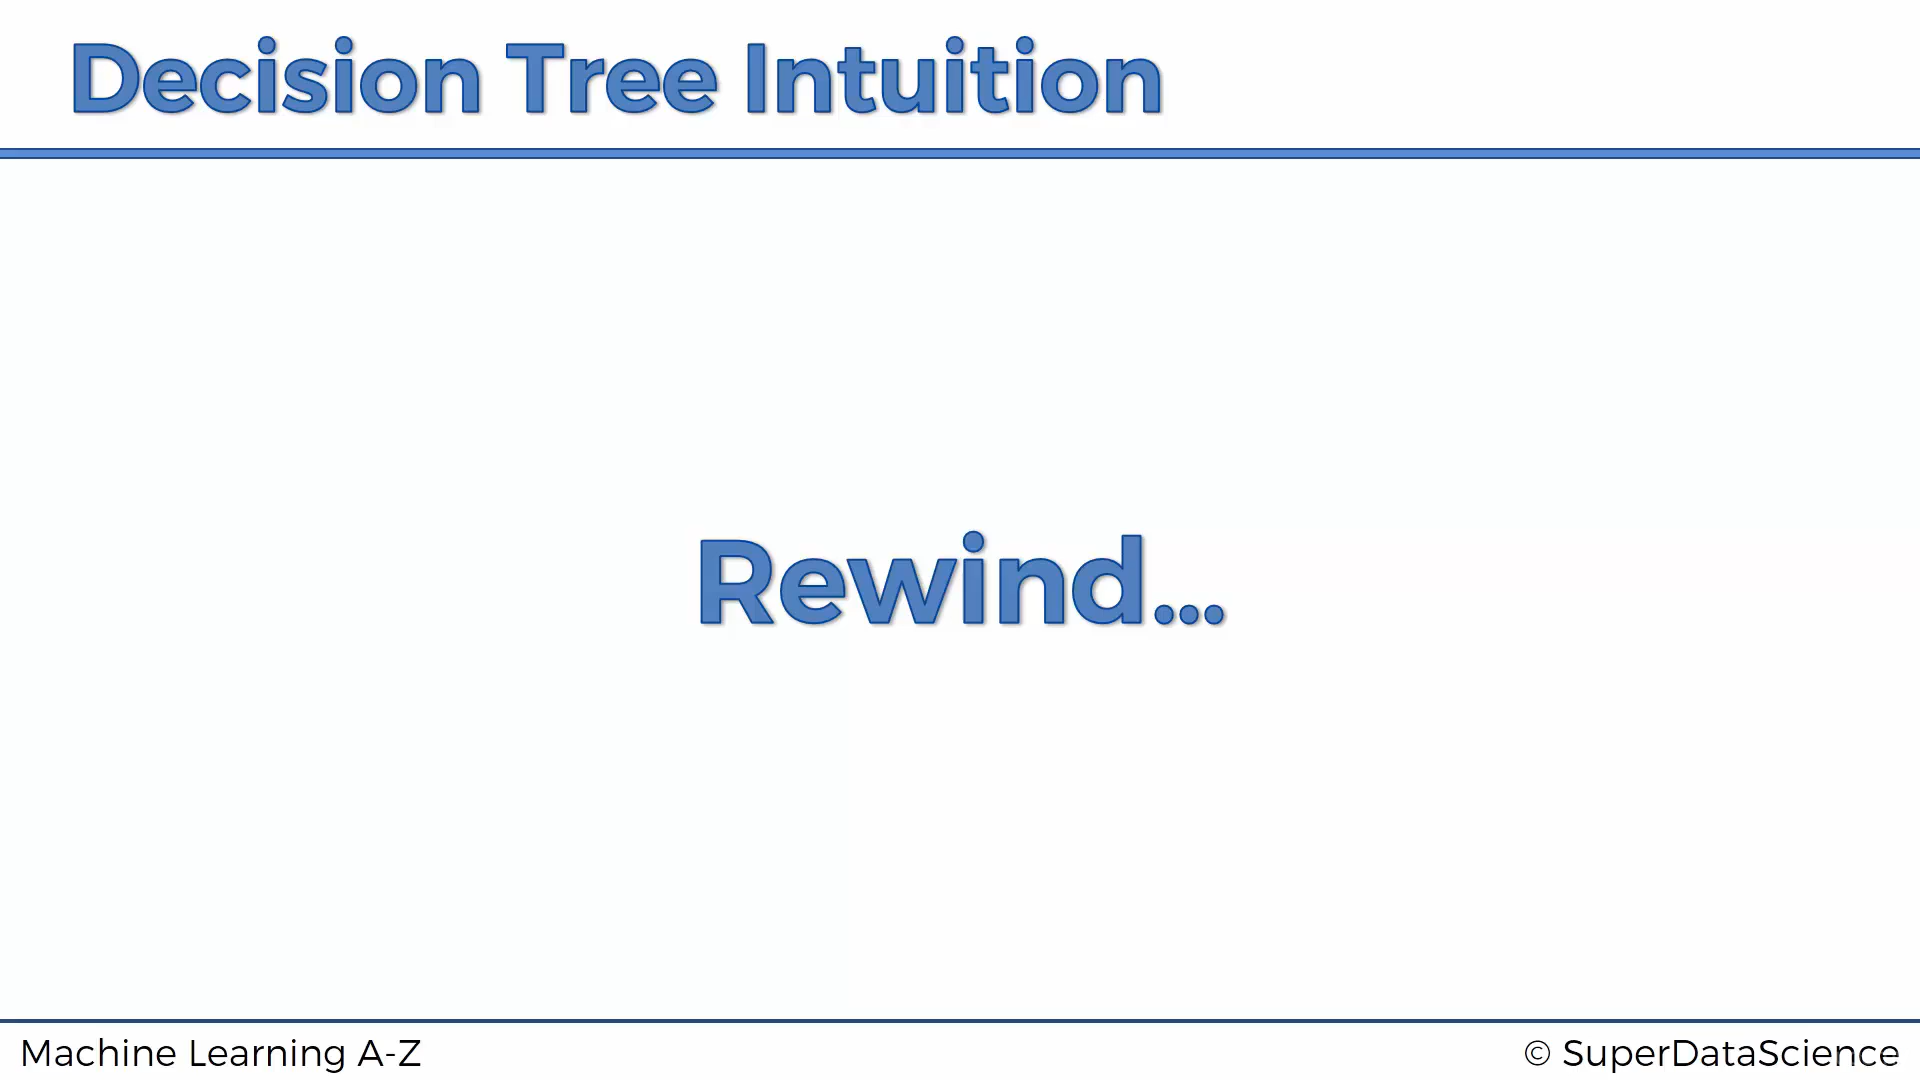 Decision Tree Intuition
Rewind...
Machine Learning A-Z
© SuperDataScience